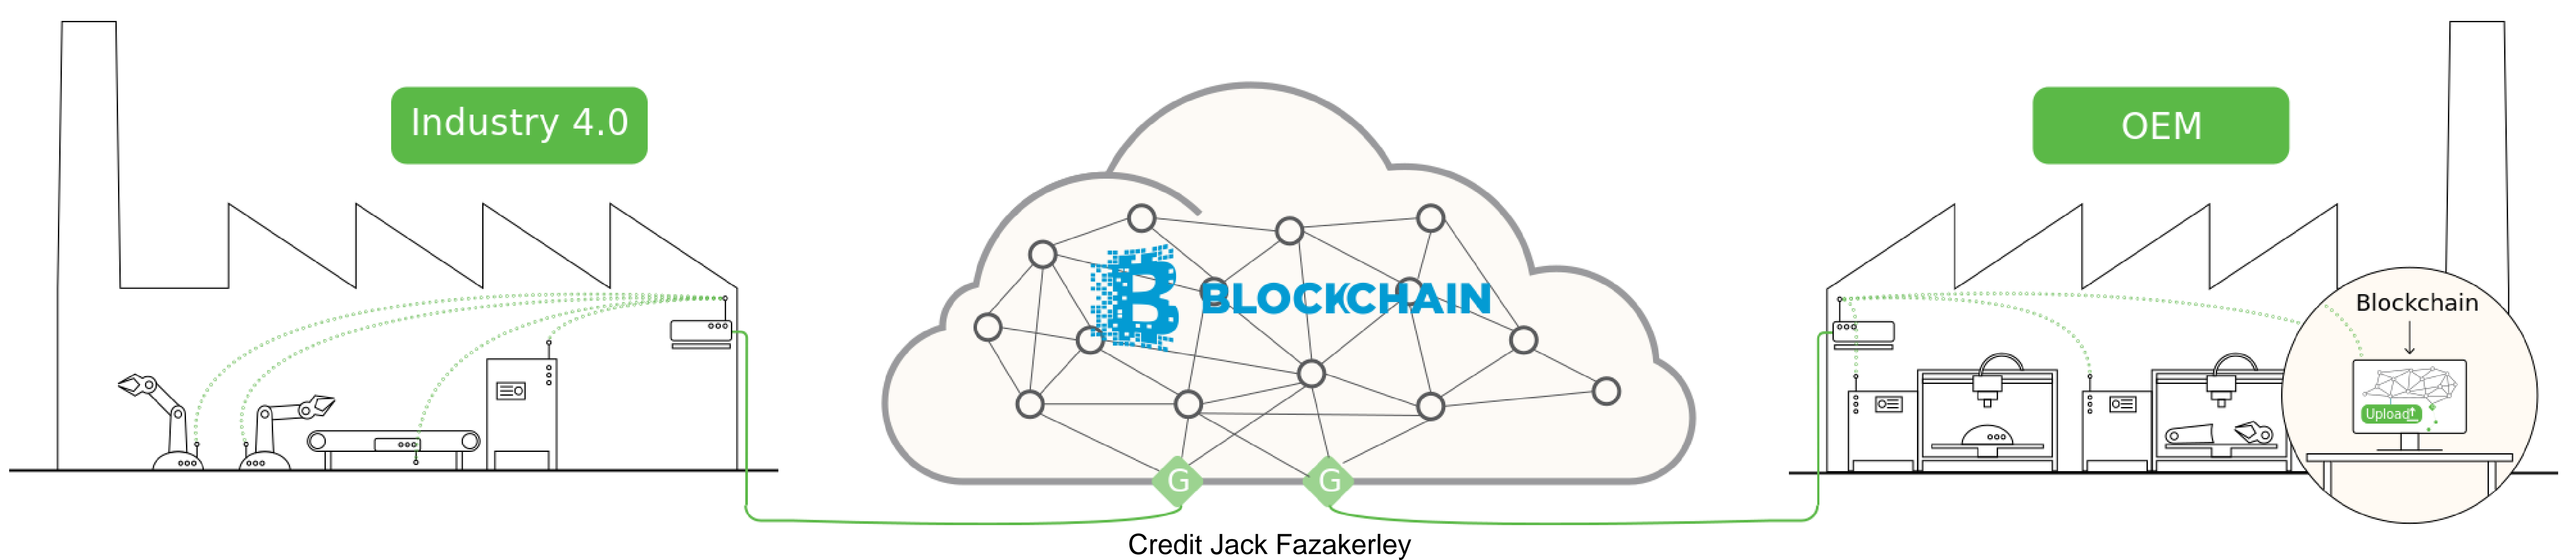 Industry 4.0
OEM
BLOCKCHAIN
Blockchain
Upload
G
G
Credit Jack Fazakerley